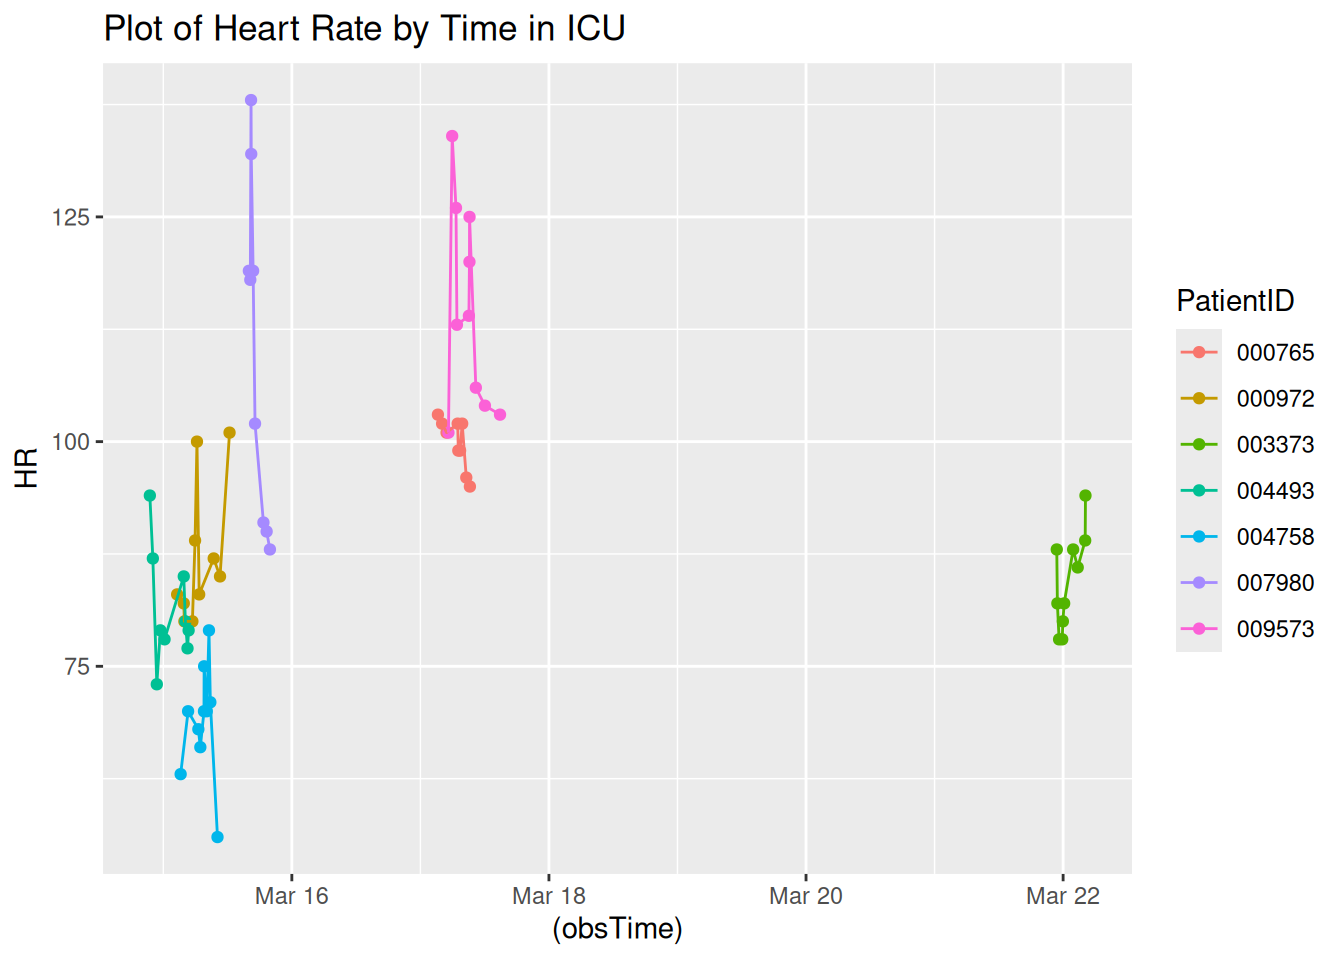 Plot of Heart Rate by Time in ICU
HR
125
100
75
Mar 16
Mar 18
Mar 20
Mar 22
(obsTime)
PatientID
000765
000972
003373
004493
004758
007980
009573